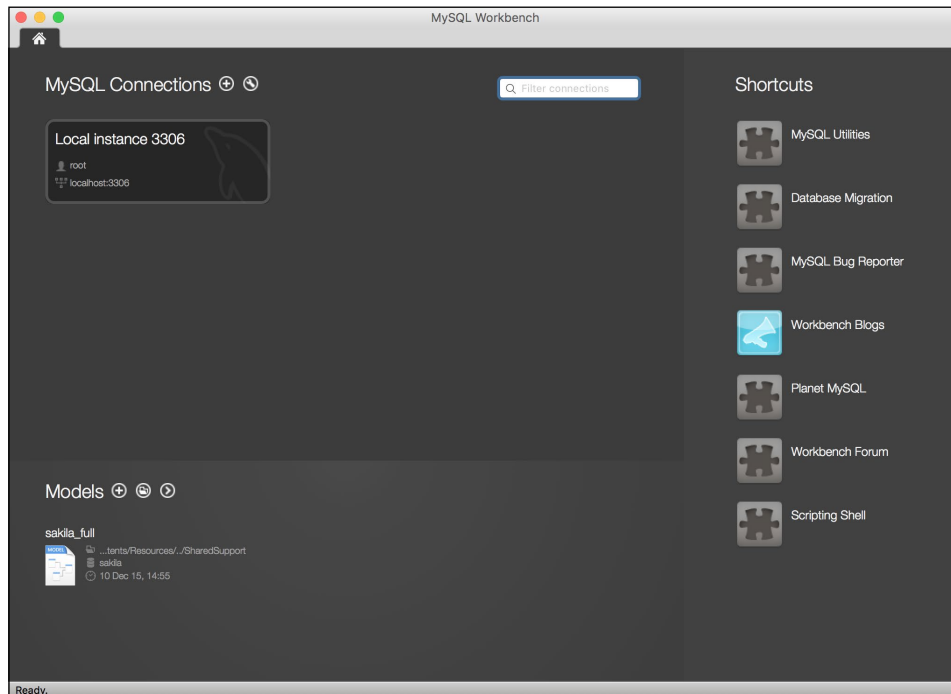 MySQL Workbench
MySQL Connections
Filter connections
Local instance 3306
root
localhost:3306
Shortcuts
MySQL Utilities
Database Migration
MySQL Bug Reporter
Workbench Blogs
Planet MySQL
Workbench Forum
Scripting Shell
Models
sakila_full
MODEL
...tents/Resources/../SharedSupport
sakila
10 Dec 15, 14:55
Ready.